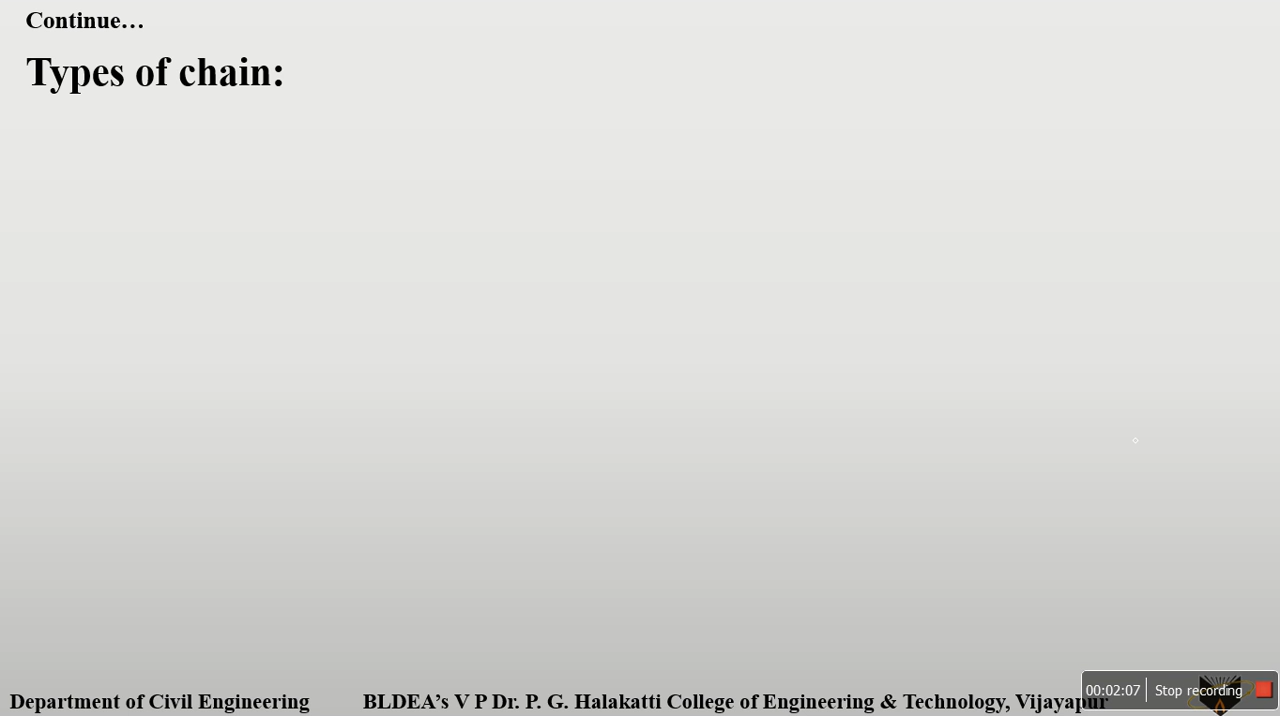 Continue…
Types of chain:
Department of Civil Engineering
BLDEA’s V P Dr. P. G. Halakatti College of Engineering & Technology, Vijayapur
00:02:07
Stop recording